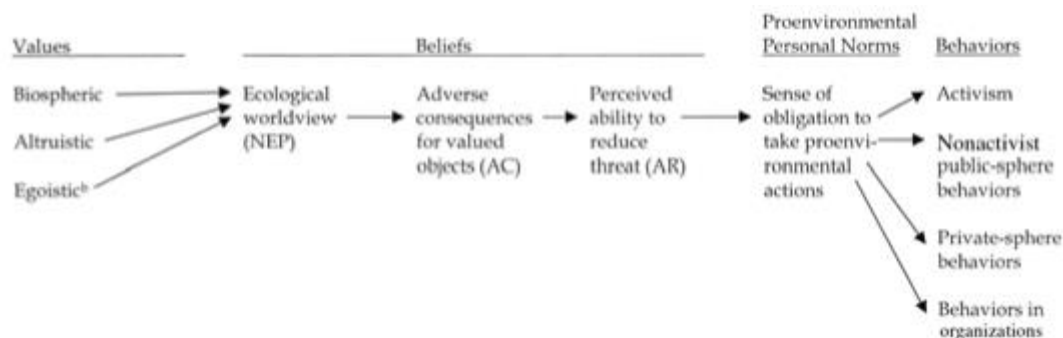 Values
Beliefs
Proenvironmental
Personal Norms
Behaviors
Biospheric
Altruistic
Egoisticᵇ
Ecological
worldview
(NEP)
Adverse
consequences
for valued
objects (AC)
Perceived
ability to
reduce
threat (AR)
Sense of
obligation to
take proenvi-
ronmental
actions
Activism
Nonactivist
public-sphere
behaviors
Private-sphere
behaviors
Behaviors in
organizations